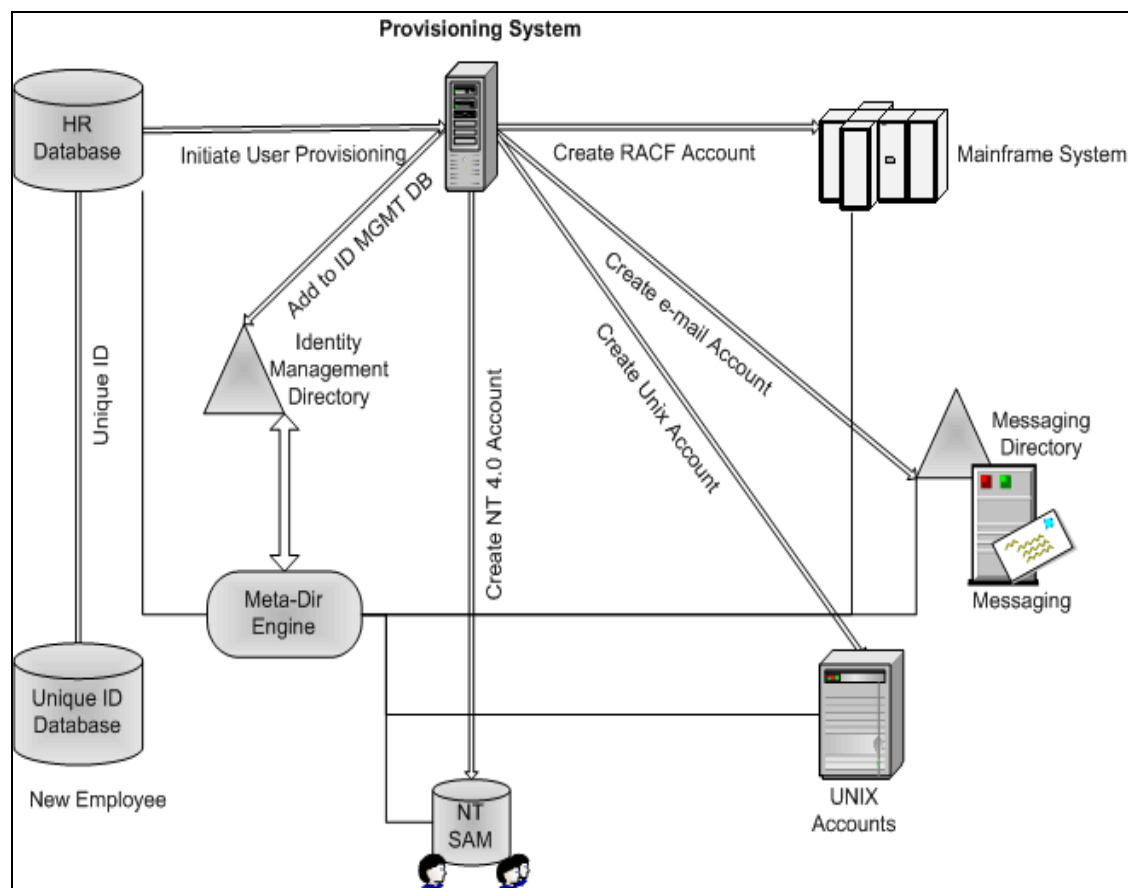 Provisioning System
HR
Database
Initiate User Provisioning
Create RACF Account
Mainframe System
Add to ID MGMT DB
Create e-mail Account
Create Unix Account
Identity
Management
Directory
Unique ID
Create NT 4.0 Account
Messaging
Directory
Meta-Dir
Engine
Messaging
Unique ID
Database
New Employee
NT
SAM
UNIX
Accounts